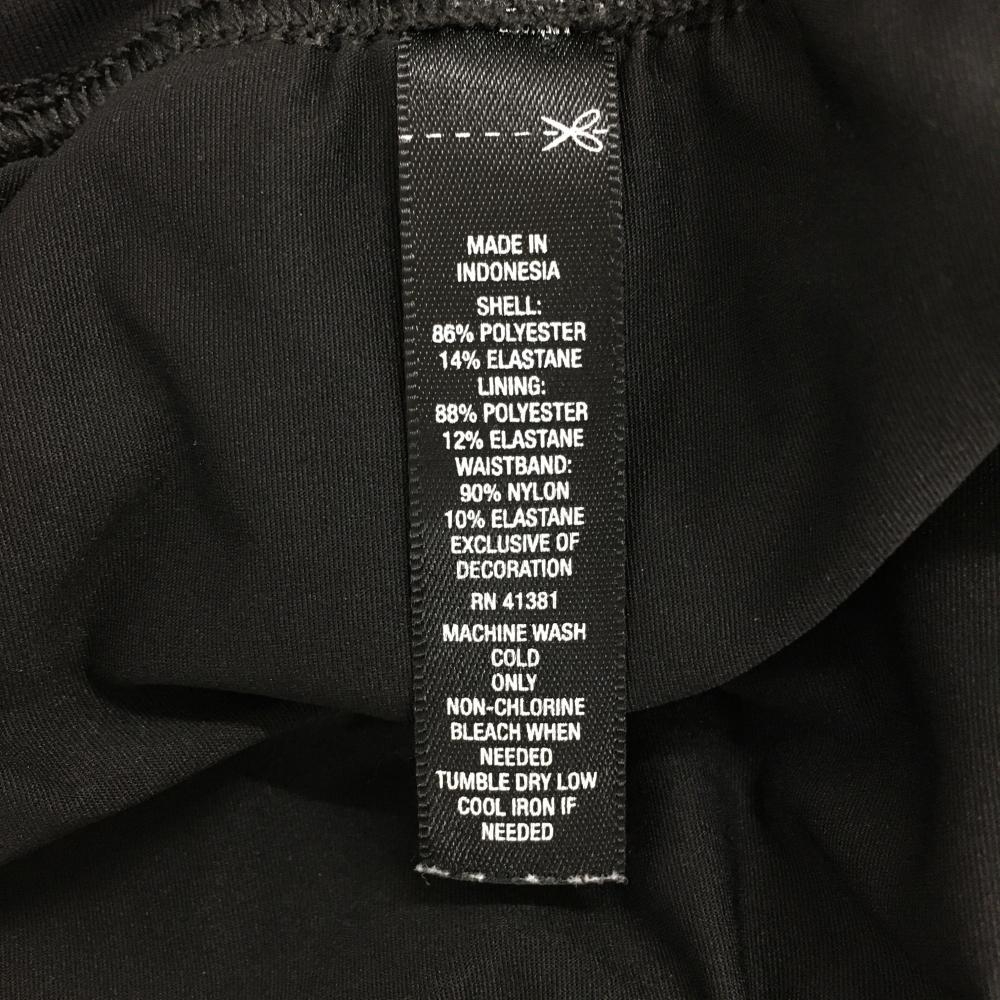 MADE IN
INDONESIA
SHELL:
86% POLYESTER
14% ELASTANE
LINING:
88% POLYESTER
12% ELASTANE
WAISTBAND:
90% NYLON
10% ELASTANE
EXCLUSIVE OF
DECORATION
RN 41381
MACHINE WASH
COLD
ONLY
NON-CHLORINE
BLEACH WHEN
NEEDED
TUMBLE DRY LOW
COOL IRON IF
NEEDED